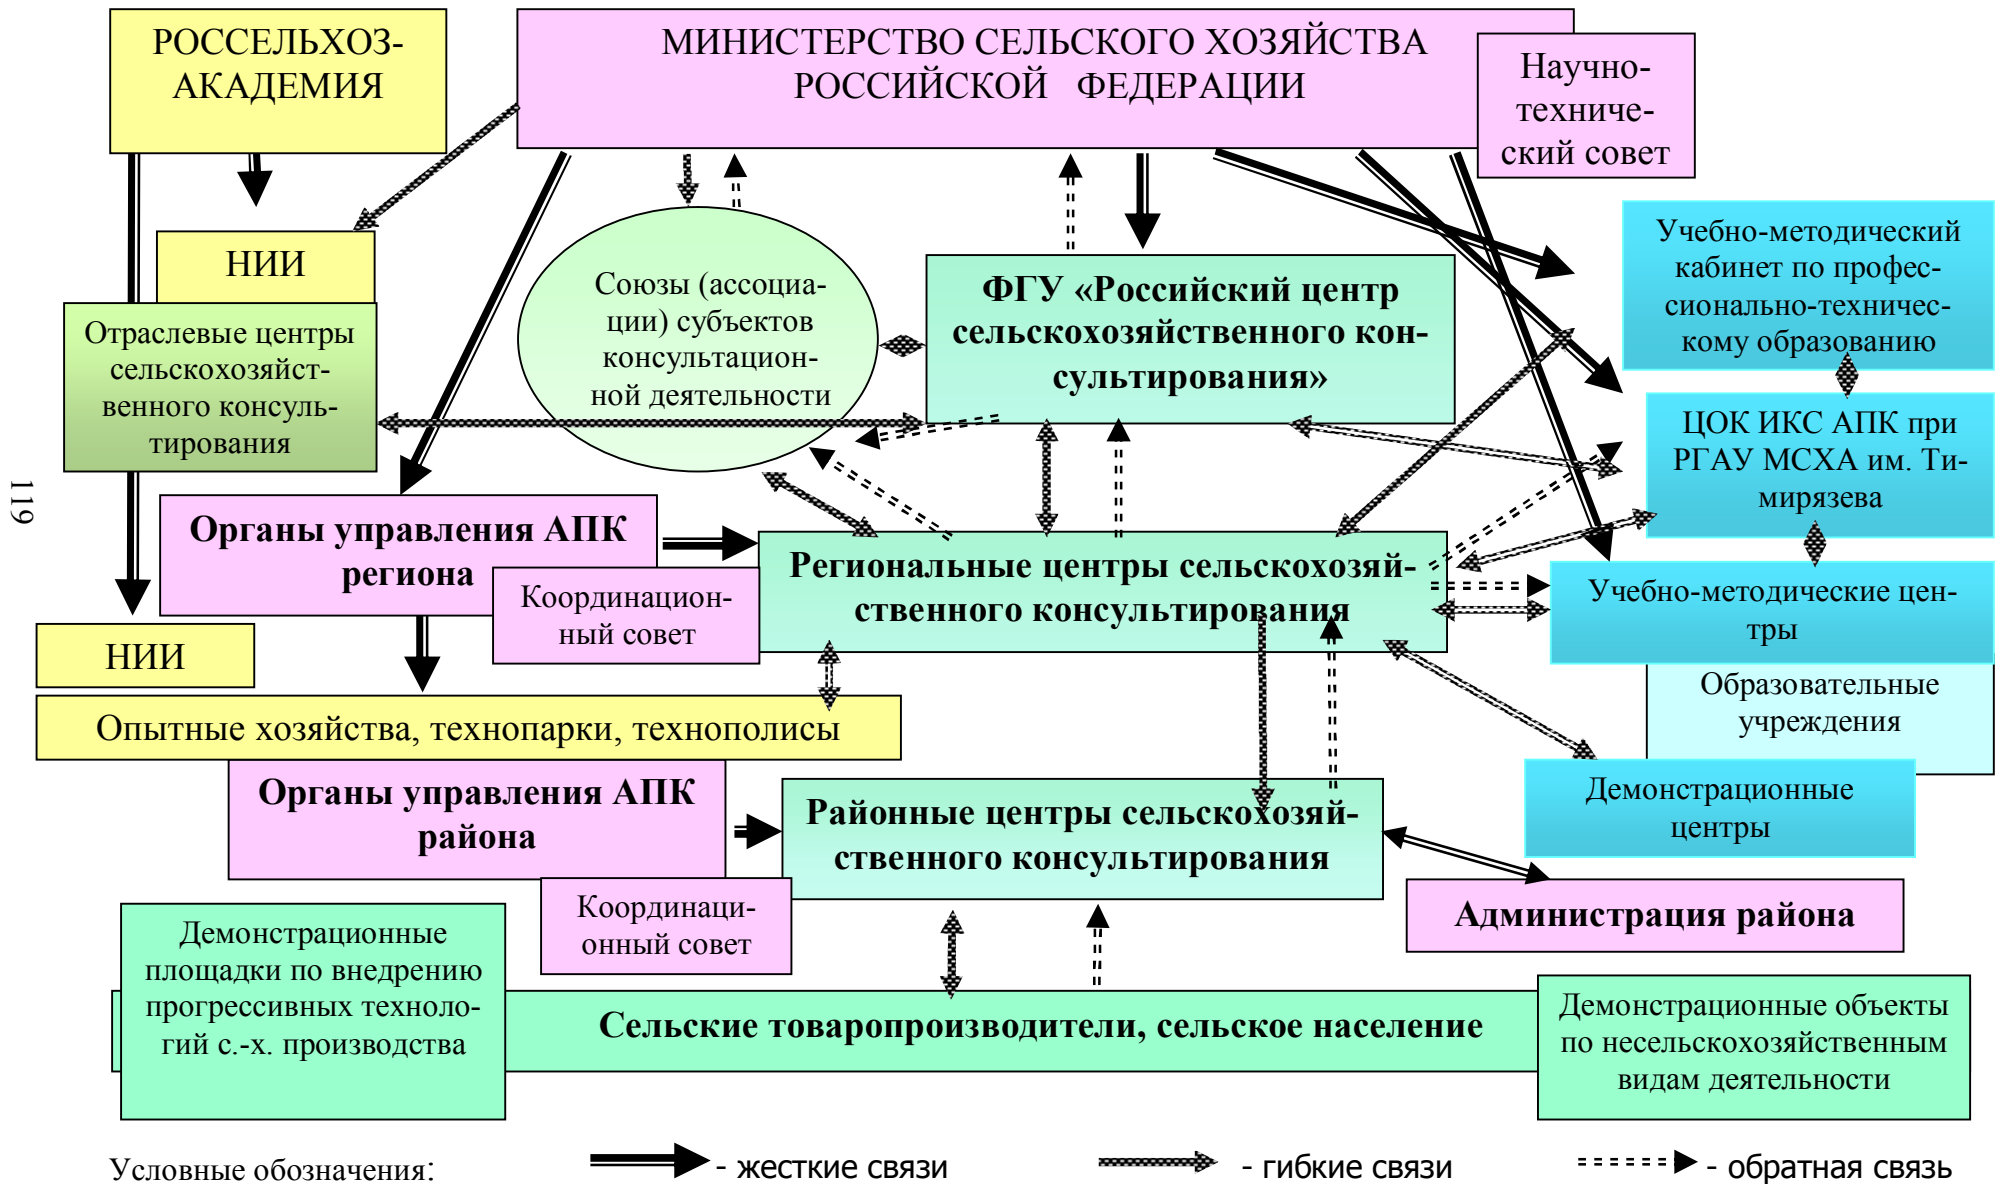 РОССЕЛЬХОЗ-
АКАДЕМИЯ
МИНИСТЕРСТВО СЕЛЬСКОГО ХОЗЯЙСТВА
РОССИЙСКОЙ ФЕДЕРАЦИИ
Научно-
техниче-
ский совет
НИИ
Отраслевые центры
сельскохозяйст-
венного консуль-
тирования
Союзы (ассоциа-
ции) субъектов
консультацион-
ной деятельности
ФГУ «Российский центр
сельскохозяйственного кон-
сультирования»
Учебно-методический
кабинет по профес-
сионально-техничес-
кому образованию
ЦОК ИКС АПК при
РГАУ МСХА им. Ти-
мирязева
119
Органы управления АПК
региона
Координацион-
ный совет
Региональные центры сельскохозяй-
ственного консультирования
Учебно-методические цен-
тры
Образовательные
учреждения
НИИ
Опытные хозяйства, технопарки, технополисы
Органы управления АПК
района
Координаци-
онный совет
Районные центры сельскохозяй-
ственного консультирования
Демонстрационные
центры
Администрация района
Демонстрационные
площадки по внедрению
прогрессивных техноло-
гий с.-х. производства
Сельские товаропроизводители, сельское население
Демонстрационные объекты
по несельскохозяйственным
видам деятельности
Условные обозначения:
- жесткие связи
- гибкие связи
- обратная связь